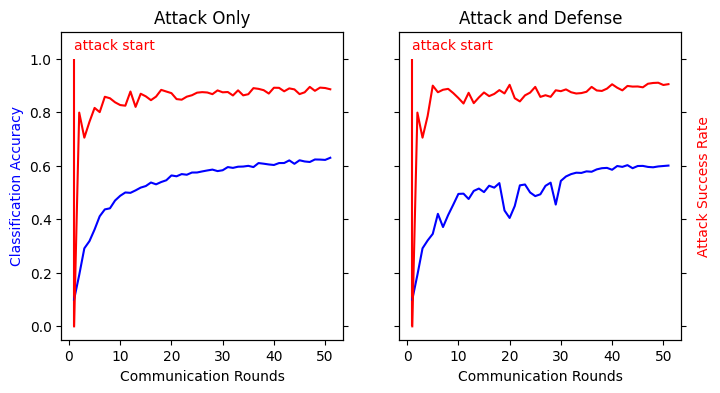 Attack Only
Attack and Defense
attack start
attack start
Classification Accuracy
1.0
0.8
0.6
0.4
0.2
0.0
Attack Success Rate
0 10 20 30 40 50
0 10 20 30 40 50
Communication Rounds
Communication Rounds